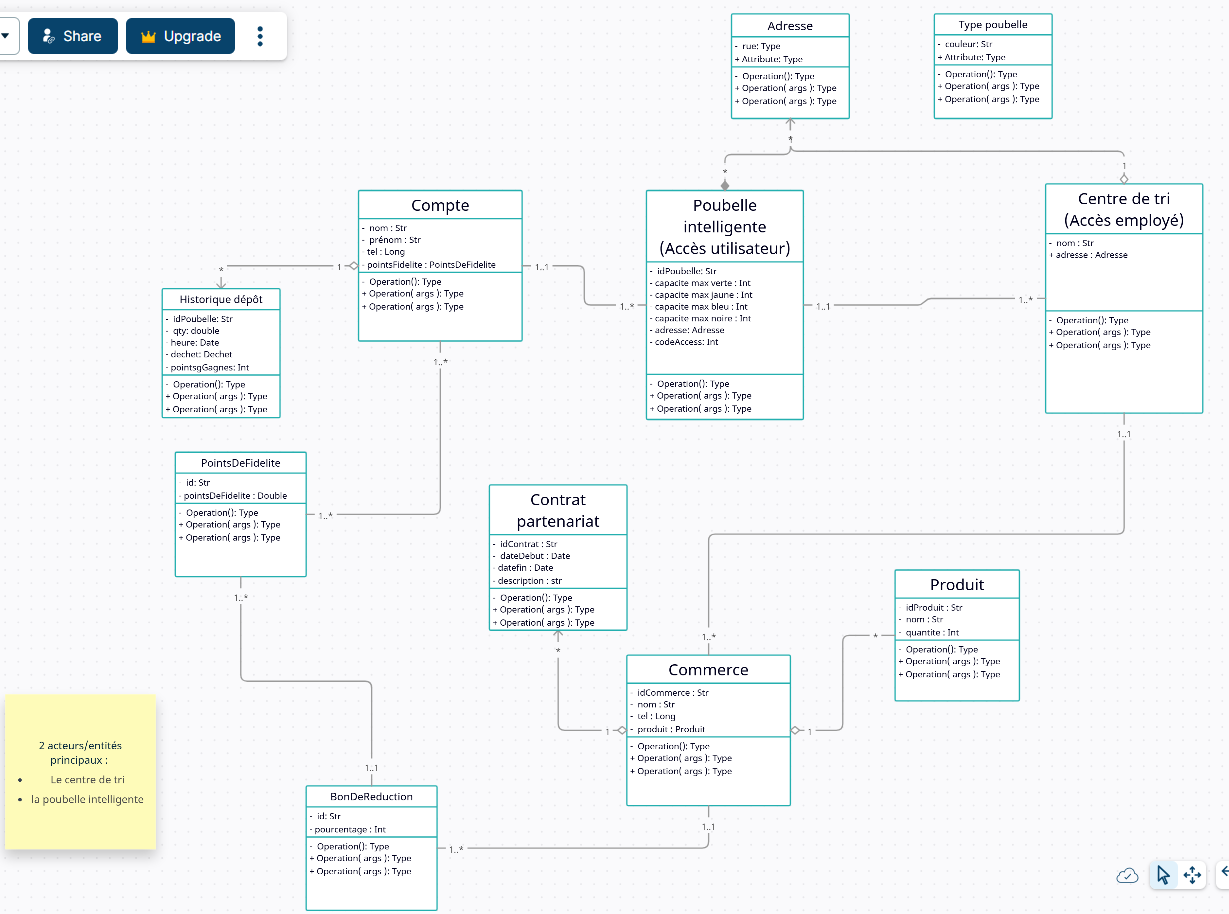 Share
Upgrade
Adresse
- rue: Type
+ Attribute: Type
- Operation(): Type
+ Operation( args ): Type
+ Operation( args ): Type
Type poubelle
- couleur: Str
+ Attribute: Type
- Operation(): Type
+ Operation( args ): Type
+ Operation( args ): Type
*
*
1
Compte
- nom : Str
- prénom : Str
tel : Long
- pointsFidelite : PointsDeFidelite
- Operation(): Type
+ Operation( args ): Type
+ Operation( args ): Type
Poubelle
intelligente
(Accès utilisateur)
- idPoubelle: Str
- capacite max verte : Int
- capacite max jaune : Int
- capacite max bleu : Int
- capacite max noire : Int
- adresse: Adresse
- codeAccess: Int
- Operation(): Type
+ Operation( args ): Type
+ Operation( args ): Type
Centre de tri
(Accès employé)
- nom : Str
+ adresse : Adresse
- Operation(): Type
+ Operation( args ): Type
+ Operation( args ): Type
*
1
1..1
1..*
1..1
1..*
Historique dépôt
- idPoubelle: Str
- qty: double
- heure: Date
- dechet: Dechet
- pointsgGagnes: Int
- Operation(): Type
+ Operation( args ): Type
+ Operation( args ): Type
1..*
1..1
PointsDeFidelite
id: Str
- pointsDeFidelite : Double
- Operation(): Type
+ Operation( args ): Type
+ Operation( args ): Type
1..*
Contrat
partenariat
- idContrat : Str
- dateDebut : Date
- datefin : Date
- description : str
- Operation(): Type
+ Operation( args ): Type
+ Operation( args ): Type
1..*
Produit
- idProduit : Str
- nom : Str
- quantite : Int
- Operation(): Type
+ Operation( args ): Type
+ Operation( args ): Type
1..*
*
*
Commerce
- idCommerce : Str
- nom : Str
- tel : Long
- produit : Produit
- Operation(): Type
+ Operation( args ): Type
+ Operation( args ): Type
1
1
2 acteurs/entités
principaux :
• Le centre de tri
• la poubelle intelligente
1..1
BonDeReduction
- id: Str
- pourcentage : Int
- Operation(): Type
+ Operation( args ): Type
+ Operation( args ): Type
1..1
1..*